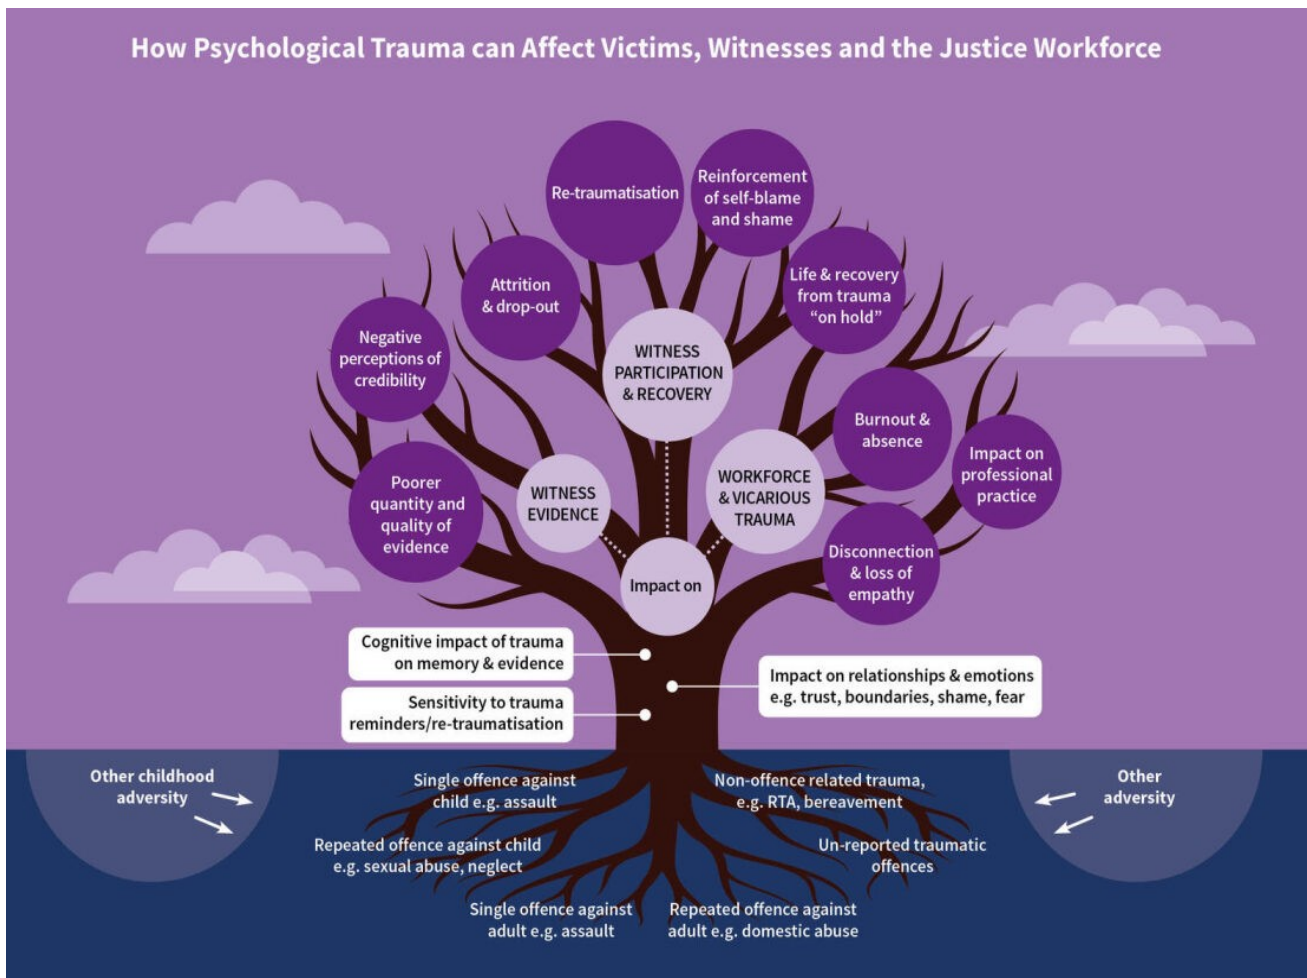 How Psychological Trauma can Affect Victims, Witnesses and the Justice Workforce
Re-traumatisation
Reinforcement
of self-blame
and shame
Attrition
& drop-out
Life & recovery
from trauma
“on hold”
Negative
perceptions of
credibility
WITNESS
PARTICIPATION
& RECOVERY
Burnout &
absence
Impact on
professional
practice
Poorer
quantity and
quality of
evidence
WITNESS
EVIDENCE
WORKFORCE
& VICARIOUS
TRAUMA
Disconnection
& loss of
empathy
Impact on
Cognitive impact of trauma
on memory & evidence
Impact on relationships & emotions
e.g. trust, boundaries, shame, fear
Sensitivity to trauma
reminders/re-traumatisation
Other childhood
adversity
Single offence against
child e.g. assault
Non-offence related trauma,
e.g. RTA, bereavement
Other
adversity
Repeated offence against child
e.g. sexual abuse, neglect
Un-reported traumatic
offences
Single offence against
adult e.g. assault
Repeated offence against
adult e.g. domestic abuse